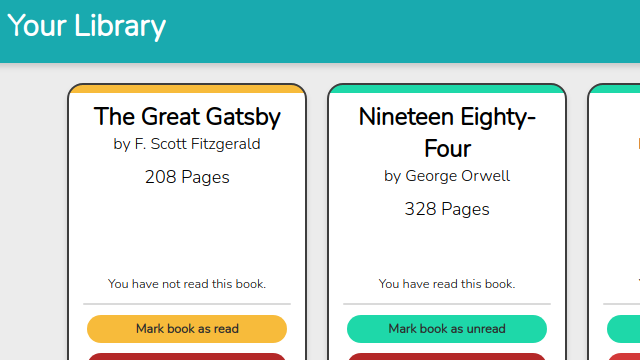 Your Library
The Great Gatsby
by F. Scott Fitzgerald
208 Pages
You have not read this book.
Mark book as read
Nineteen Eighty-
Four
by George Orwell
328 Pages
You have read this book.
Mark book as unread